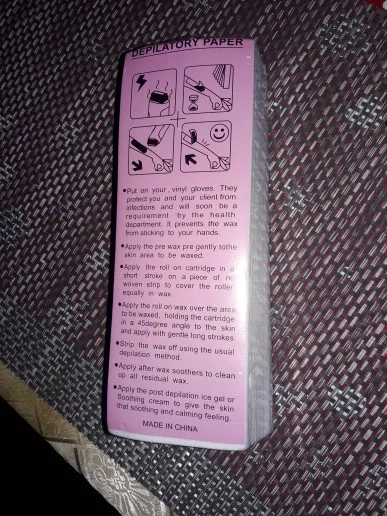 DEPILATORY PAPER
•Put on your, vinyl gloves. They
protect you and your client from
infections and will soon be a
requirement by the health
department. it prevents the wax
from sticking to your hands.
•Apply the pre wax pre gently tothe
skin area to be waxed.
•Apply the roll on cartridge in a
short stroke on a piece of
woven strip to cover the roller
equally in wax.
•Apply the roll on wax over the area
to be waxed, holding the cartridge
in a 45degree angle to the skin
and apply with gentle long strokes.
•Strip the wax off using the usual
depilation method.
•Apply after wax soothers to clean
up all residual wax.
•Apply the post depilation ice gel or
Soothing cream to give the skin
that soothing and calming feeling.
MADE IN CHINA